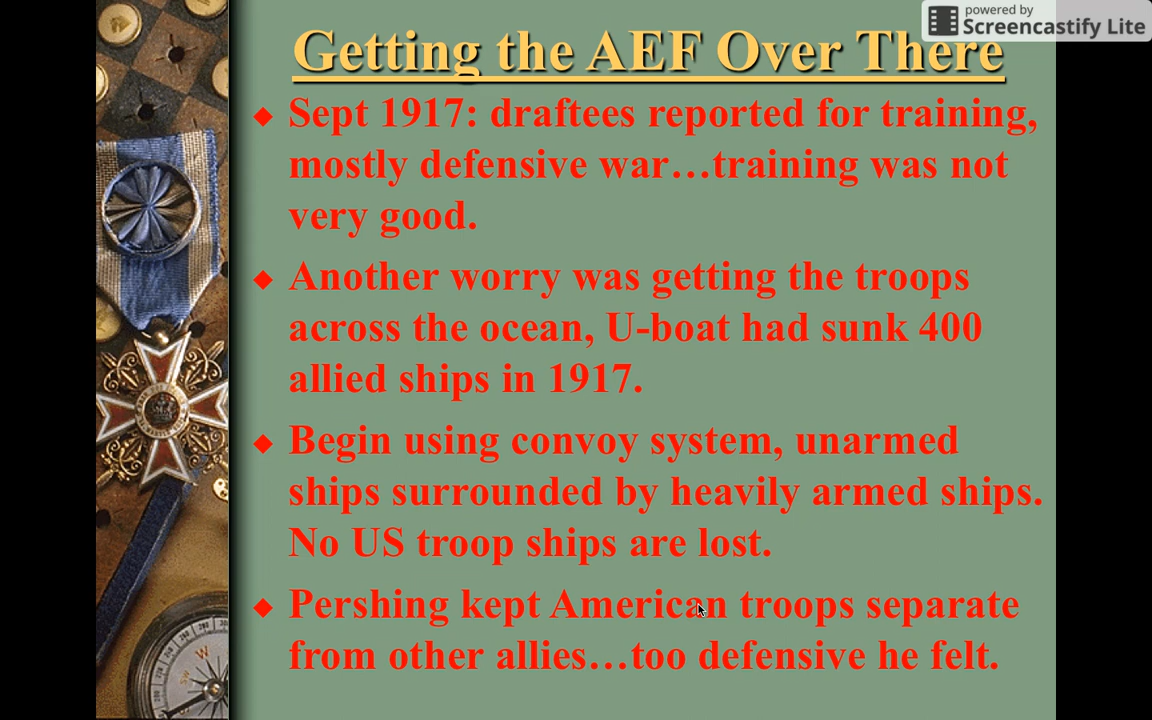 powered by
Screencastify Lite
Getting the AEF Over There
Sept 1917: draftees reported for training,
mostly defensive war…training was not
very good.
Another worry was getting the troops
across the ocean, U-boat had sunk 400
allied ships in 1917.
Begin using convoy system, unarmed
ships surrounded by heavily armed ships.
No US troop ships are lost.
Pershing kept American troops separate
from other allies…too defensive he felt.